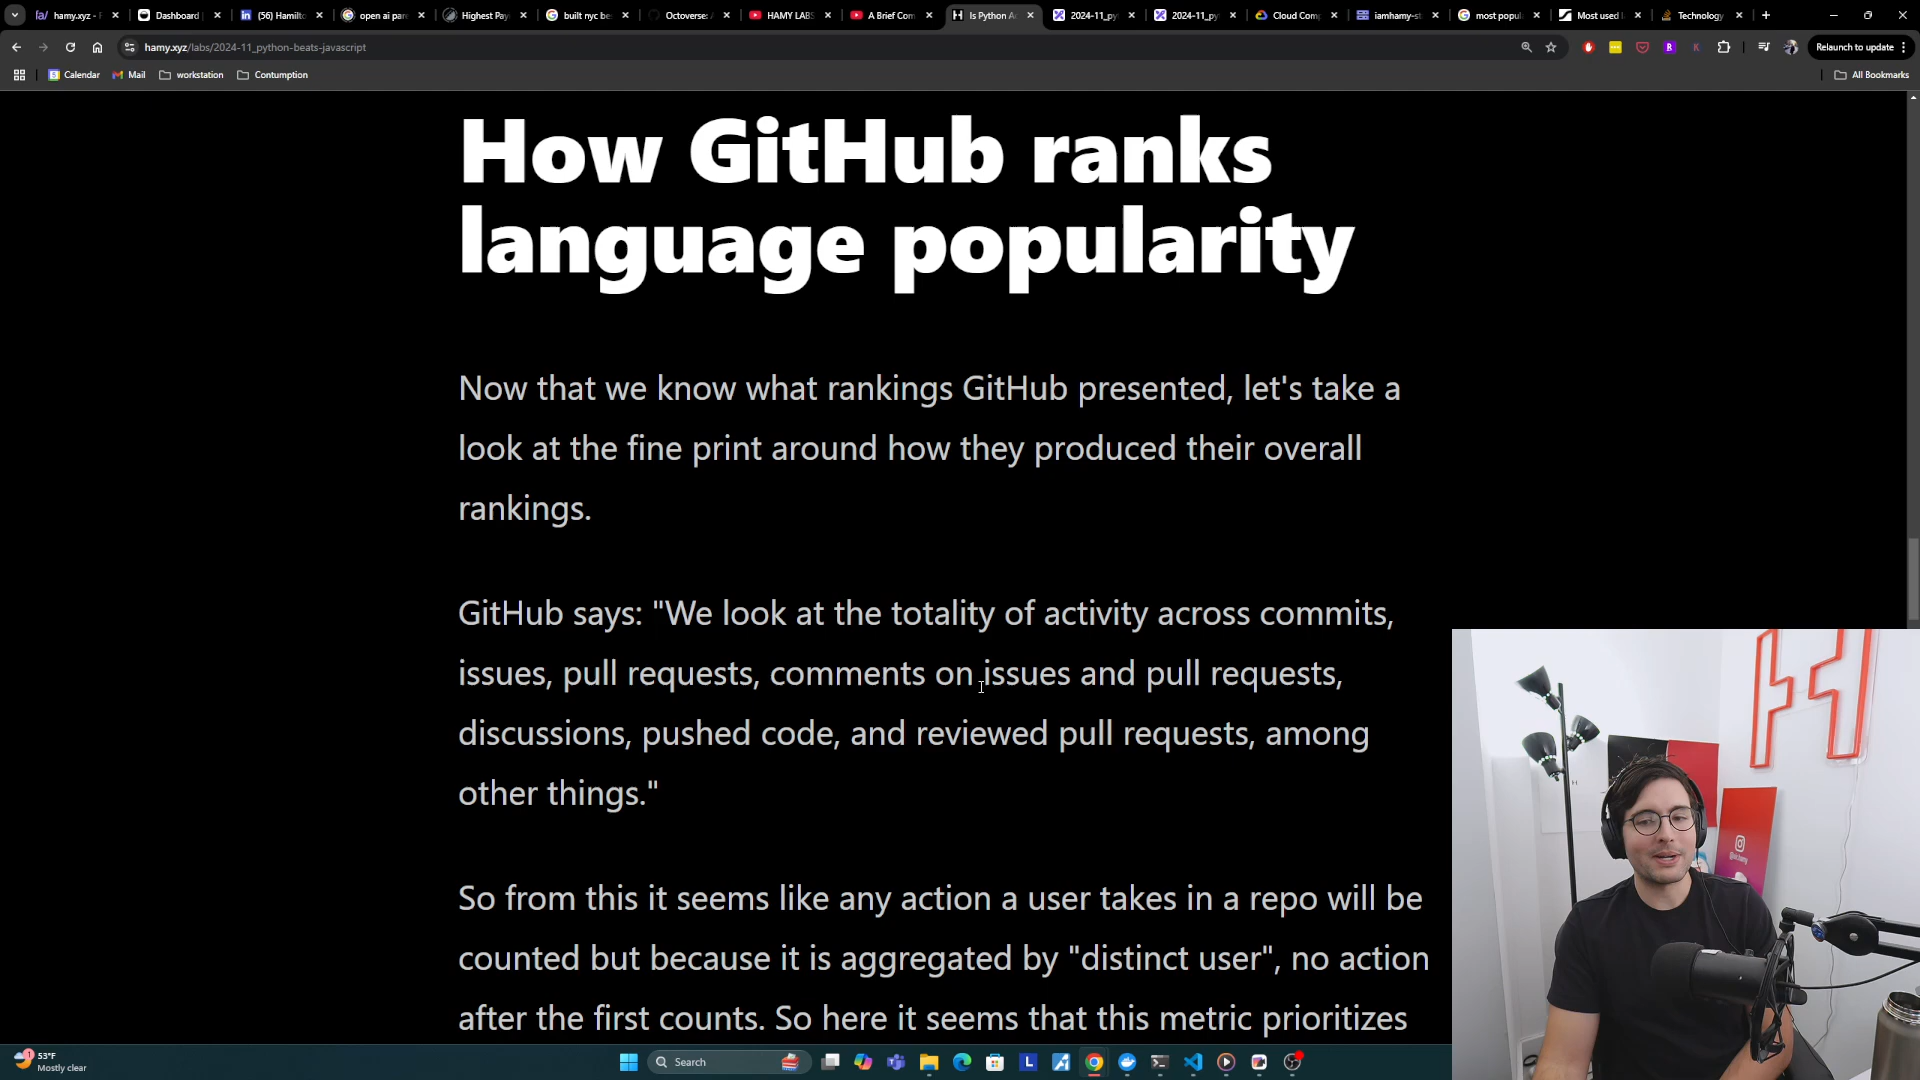 hamy.xyz - F
Dashboard
(56) Hamilt
open ai par
Highest Pay
built nyc be
Octoverse:
HAMY LABS
A Brief Com
Is Python A
2024-11_py
2024-11_py
Cloud Com
iamhamy-st
most popul
Most used l
Technology
hamy.xyz/labs/2024-11_python-beats-javascript
Relaunch to update
Calendar
Mail
workstation
Contumption
All Bookmarks
How GitHub ranks
language popularity
Now that we know what rankings GitHub presented, let's take a
look at the fine print around how they produced their overall
rankings.
GitHub says: "We look at the totality of activity across commits,
issues, pull requests, comments on issues and pull requests,
discussions, pushed code, and reviewed pull requests, among
other things."
So from this it seems like any action a user takes in a repo will be
counted but because it is aggregated by "distinct user", no action
after the first counts. So here it seems that this metric prioritizes
53°F
Mostly clear
Search